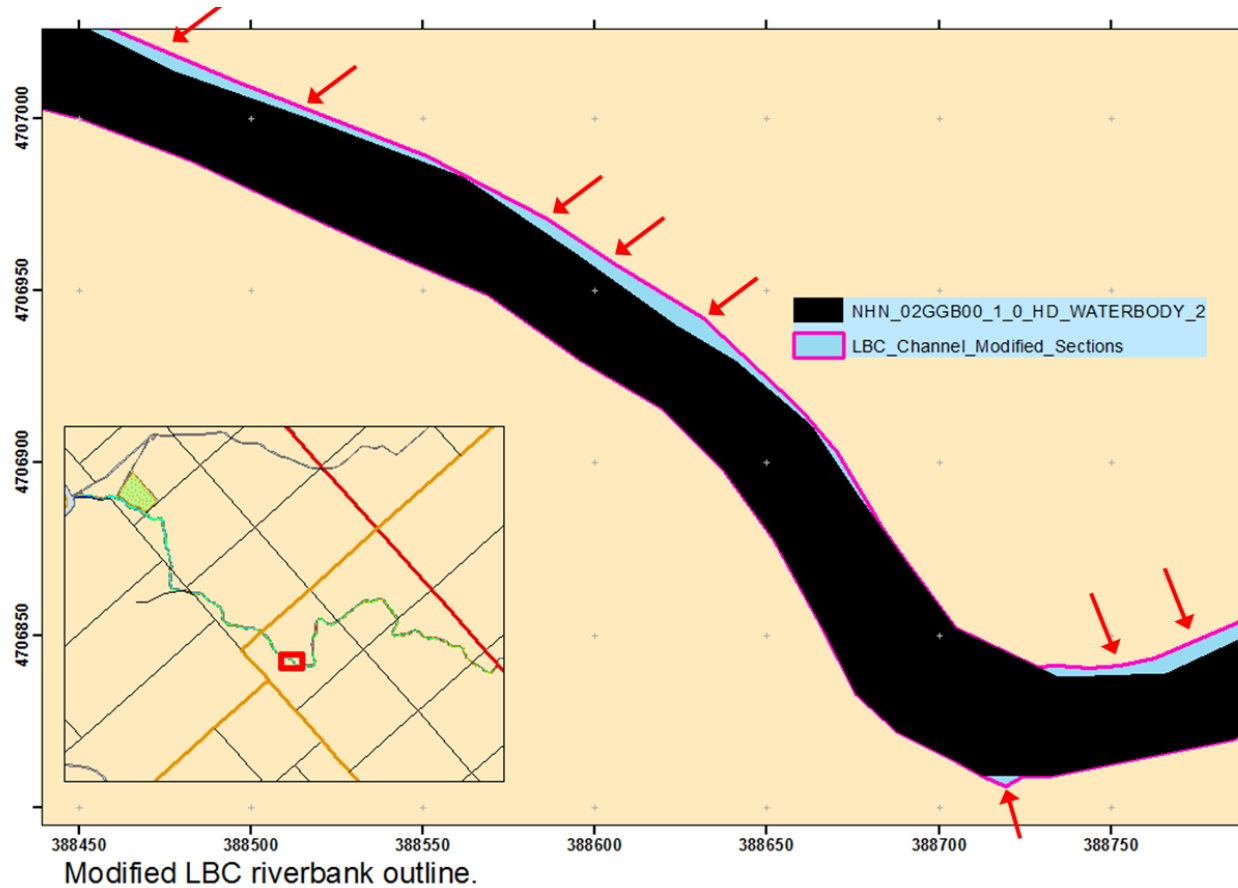 4707000
4706950
4706900
4706850
NHN_02GGB00_1_0_HD_WATERBODY_2
LBC_Channel_Modified_Sections
388450 388500 388550 388600 388650 388700 388750
Modified LBC riverbank outline.